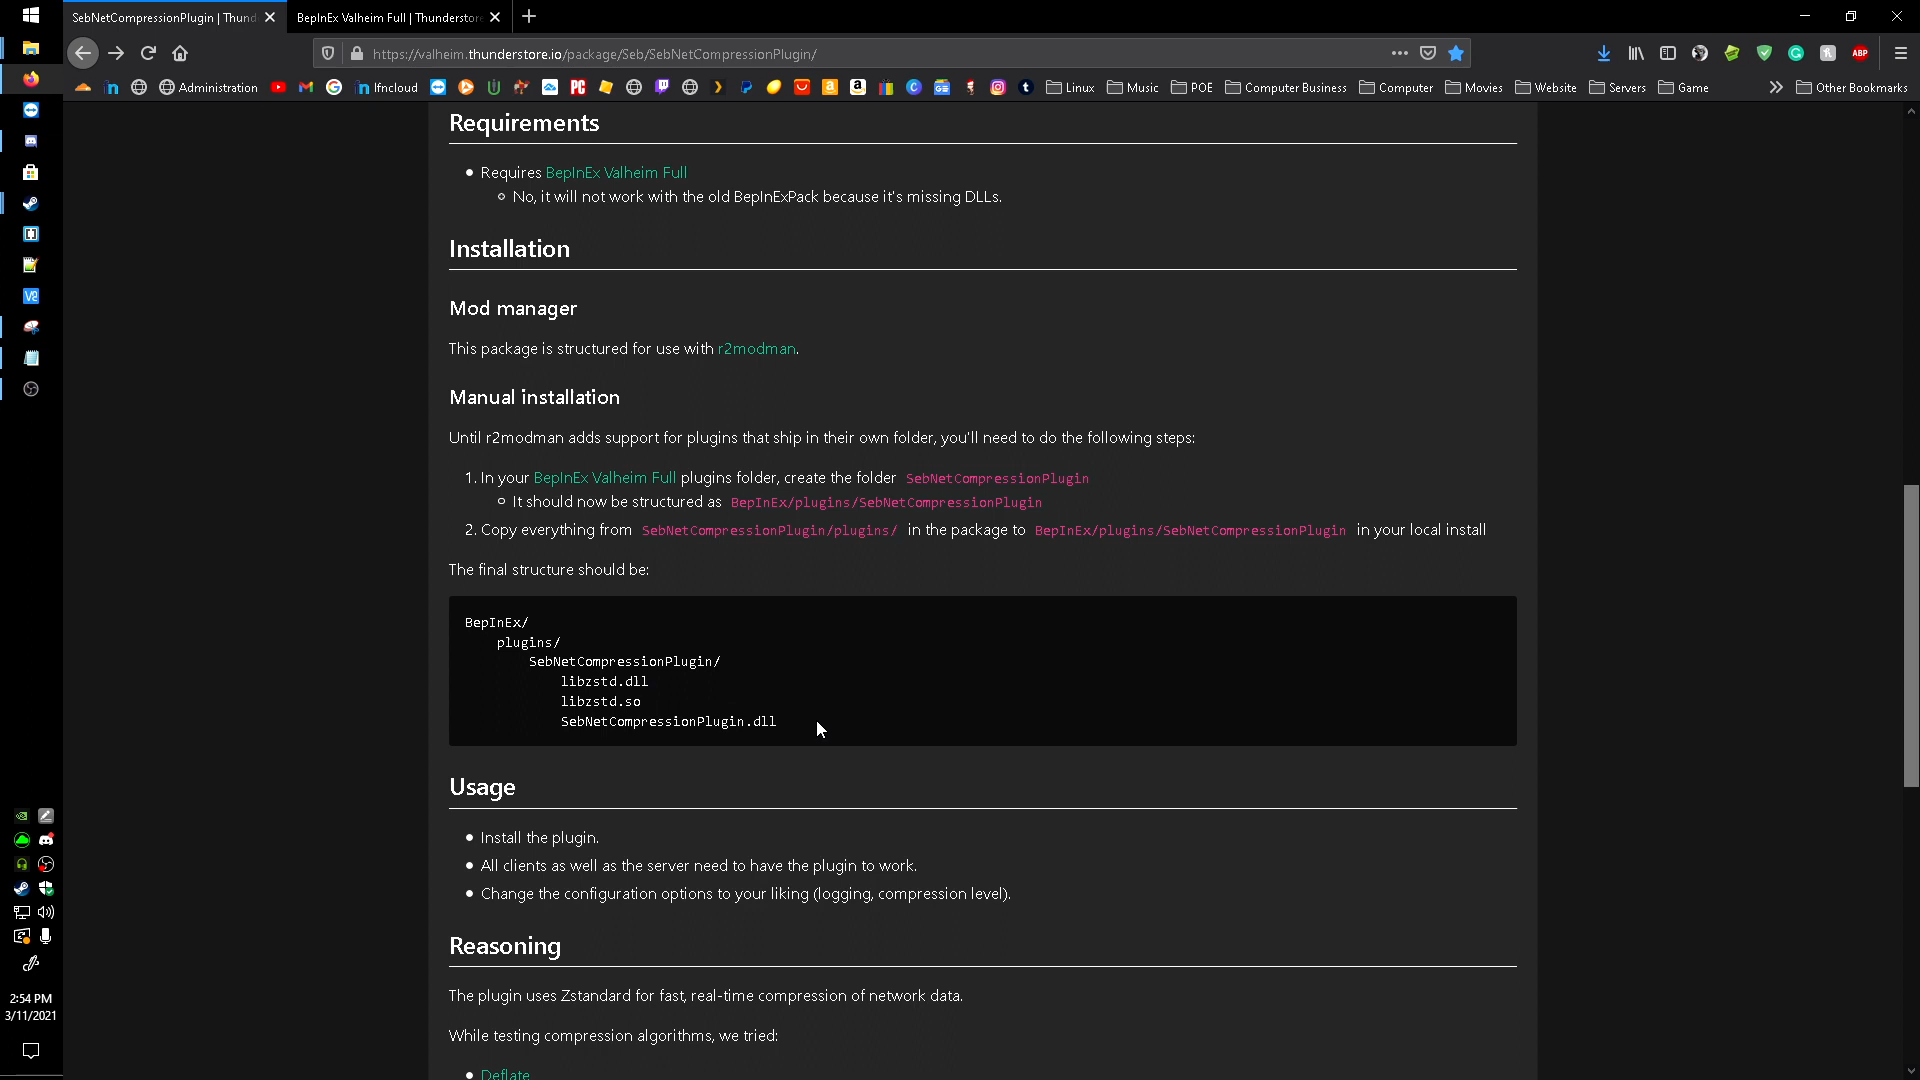 SebNetCompressionPlugin | Thund
BepInEx Valheim Full | Thunderstor
https://valheim.thunderstore.io/package/Seb/SebNetCompressionPlugin/
Administration
lfncloud
Linux
Music
POE
Computer Business
Computer
Movies
Website
Servers
Game
Other Bookmarks
Requirements
Requires BepInEx Valheim Full
No, it will not work with the old BepInExPack because it's missing DLLs.
Installation
Mod manager
This package is structured for use with r2modman.
Manual installation
Until r2modman adds support for plugins that ship in their own folder, you'll need to do the following steps:
1. In your BepInEx Valheim Full plugins folder, create the folder SebNetCompressionPlugin
It should now be structured as BepInEx/plugins/SebNetCompressionPlugin
2. Copy everything from SebNetCompressionPlugin/plugins/ in the package to BepInEx/plugins/SebNetCompressionPlugin in your local install
The final structure should be:
BepInEx/
plugins/
SebNetCompressionPlugin/
libzstd.dll
libzstd.so
SebNetCompressionPlugin.dll
Usage
Install the plugin.
All clients as well as the server need to have the plugin to work.
Change the configuration options to your liking (logging, compression level).
Reasoning
The plugin uses Zstandard for fast, real-time compression of network data.
While testing compression algorithms, we tried:
Deflate
2:54 PM
3/11/2021